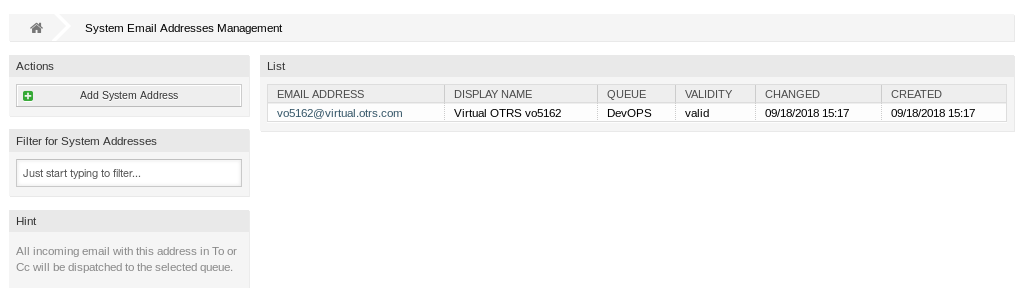 System Email Addresses Management
Actions
Add System Address
Filter for System Addresses
Just start typing to filter...
Hint
All incoming email with this address in To or
Cc will be dispatched to the selected queue.
List
EMAIL ADDRESS DISPLAY NAME QUEUE VALIDITY CHANGED CREATED
vo5162@virtual.otrs.com Virtual OTRS vo5162 DevOPS valid 09/18/2018 15:17 09/18/2018 15:17